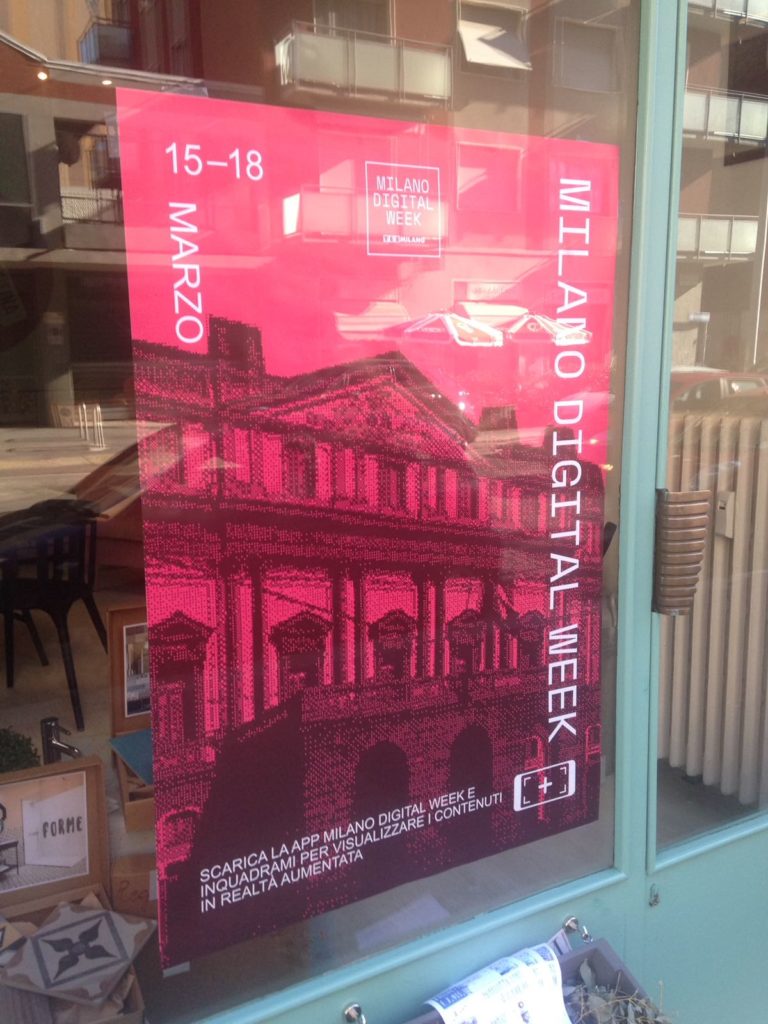 15–18
MARZO
MILANO
DIGITAL
WEEK
MILANO
MILANO DIGITAL WEEK
SCARICA LA APP MILANO DIGITAL WEEK E
INQUADRAMI PER VISUALIZZARE I CONTENUTI
IN REALTÀ AUMENTATA
FORME